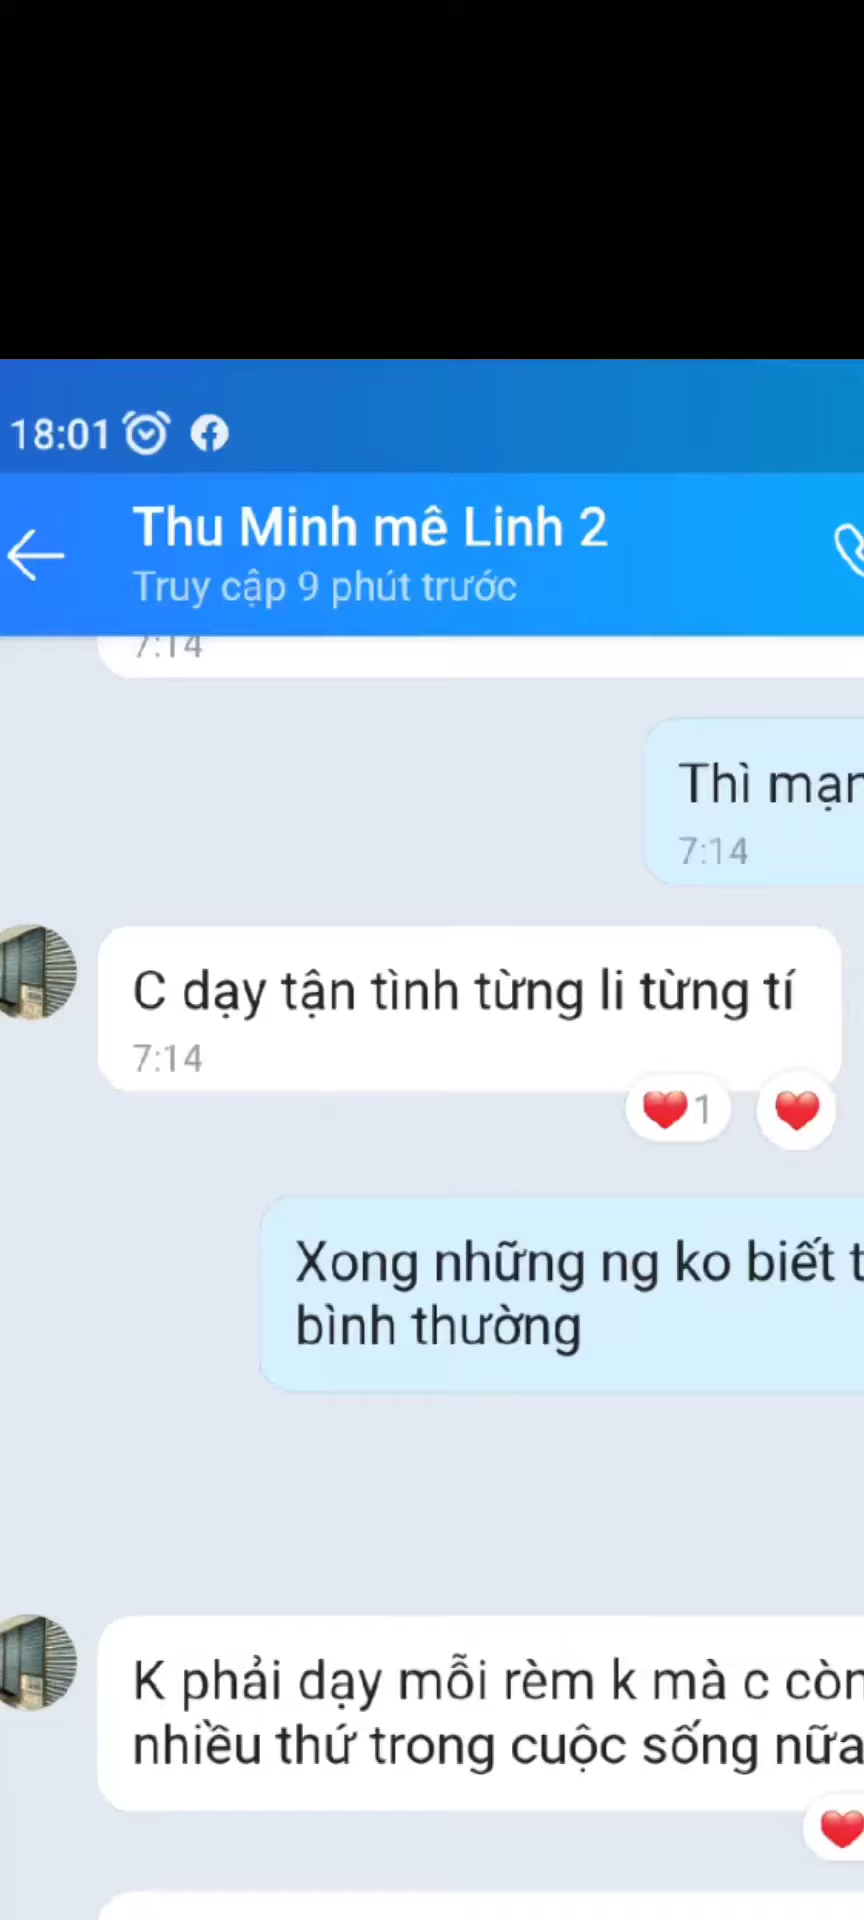 18:01
Thu Minh mê Linh 2
Truy cập 9 phút trước
7:14
Thì
7:14
C dạy tận tình từng li từng tí
7:14
1
Xong những ng ko biết
bình thường
K phải dạy mỗi rèm k mà c
nhiều thứ trong cuộc sống nữa